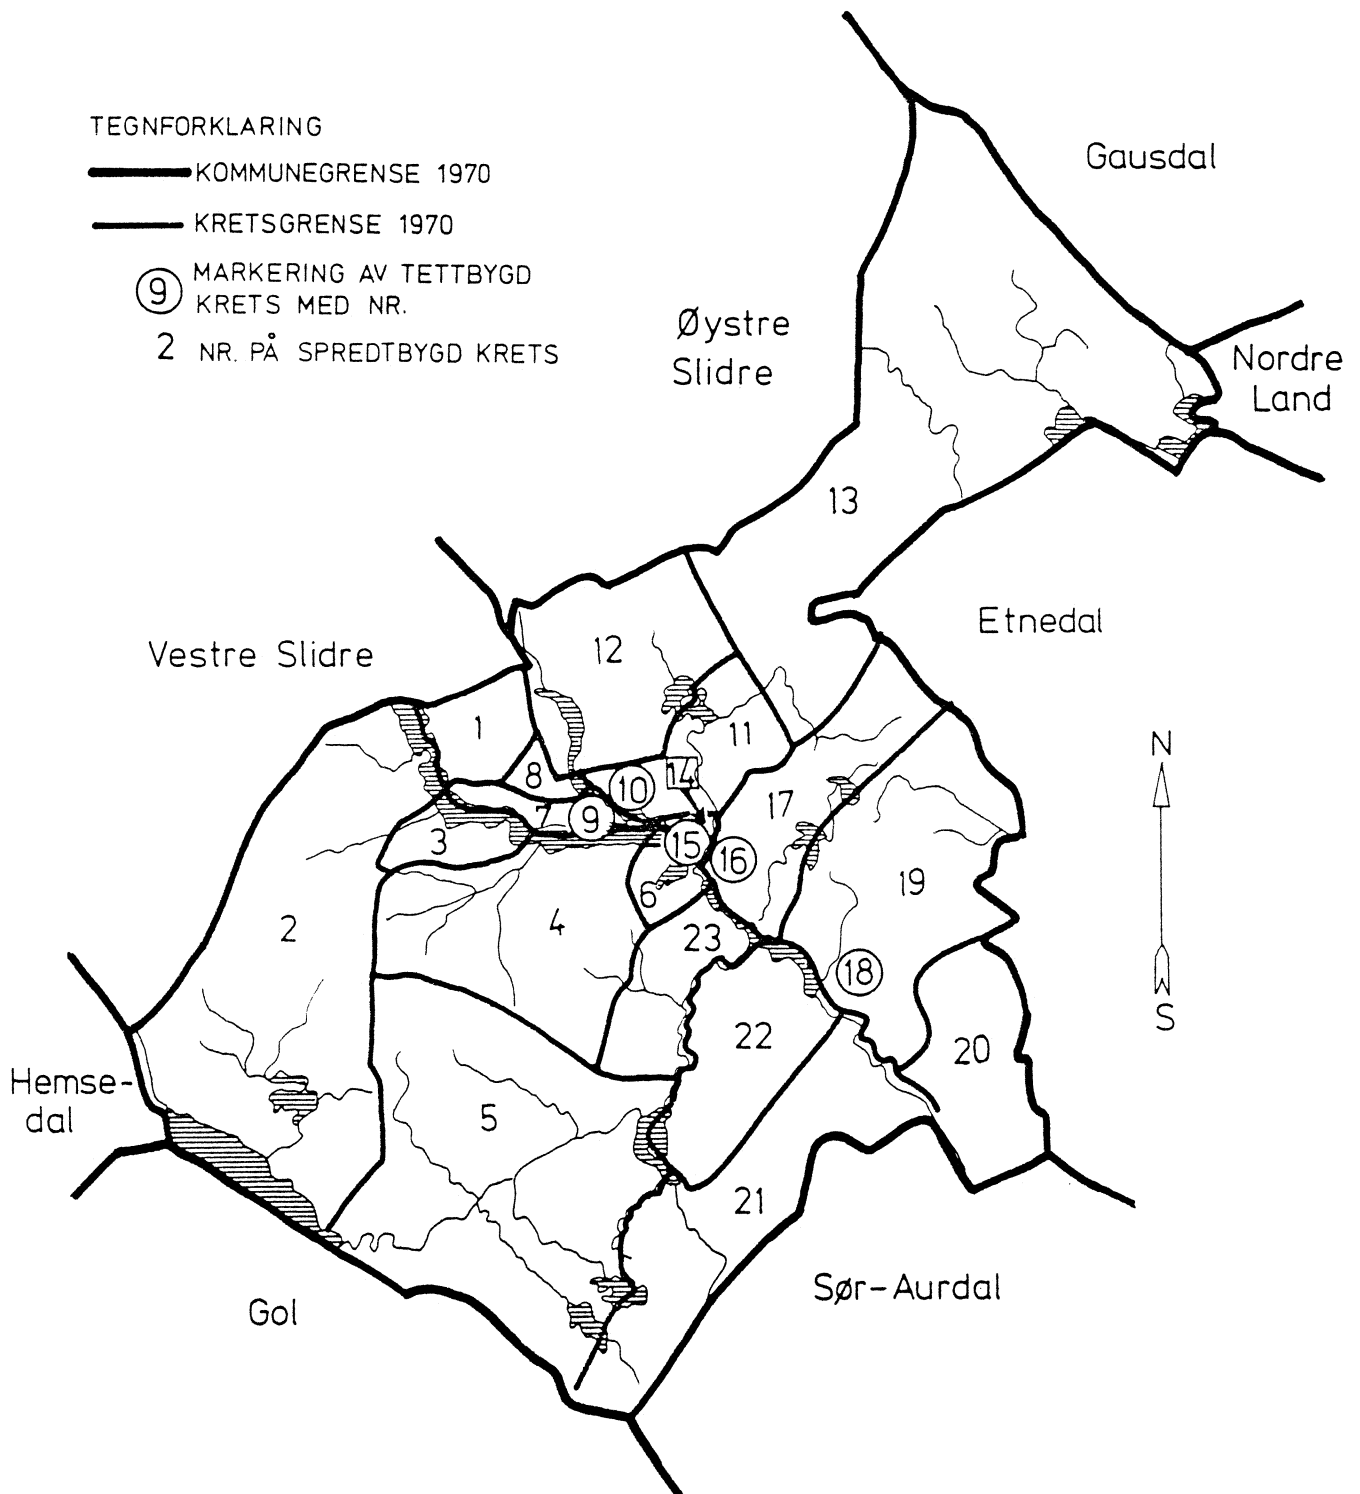 TEGNFORKLARING
KOMMUNEGRENSE 1970
KRETSGRENSE 1970
9 MARKERING AV TETTBYGD
KRETS MED NR.
2 NR. PÅ SPREDTBYGD KRETS
Gausdal
Øystre
Slidre
Nordre
Land
13
Etnedal
Vestre Slidre
12
1
11
N
8
14
10
17
7
9
3
15
16
6
19
2
4
23
18
S
22
20
Hemse-
dal
5
21
Sør-Aurdal
Gol